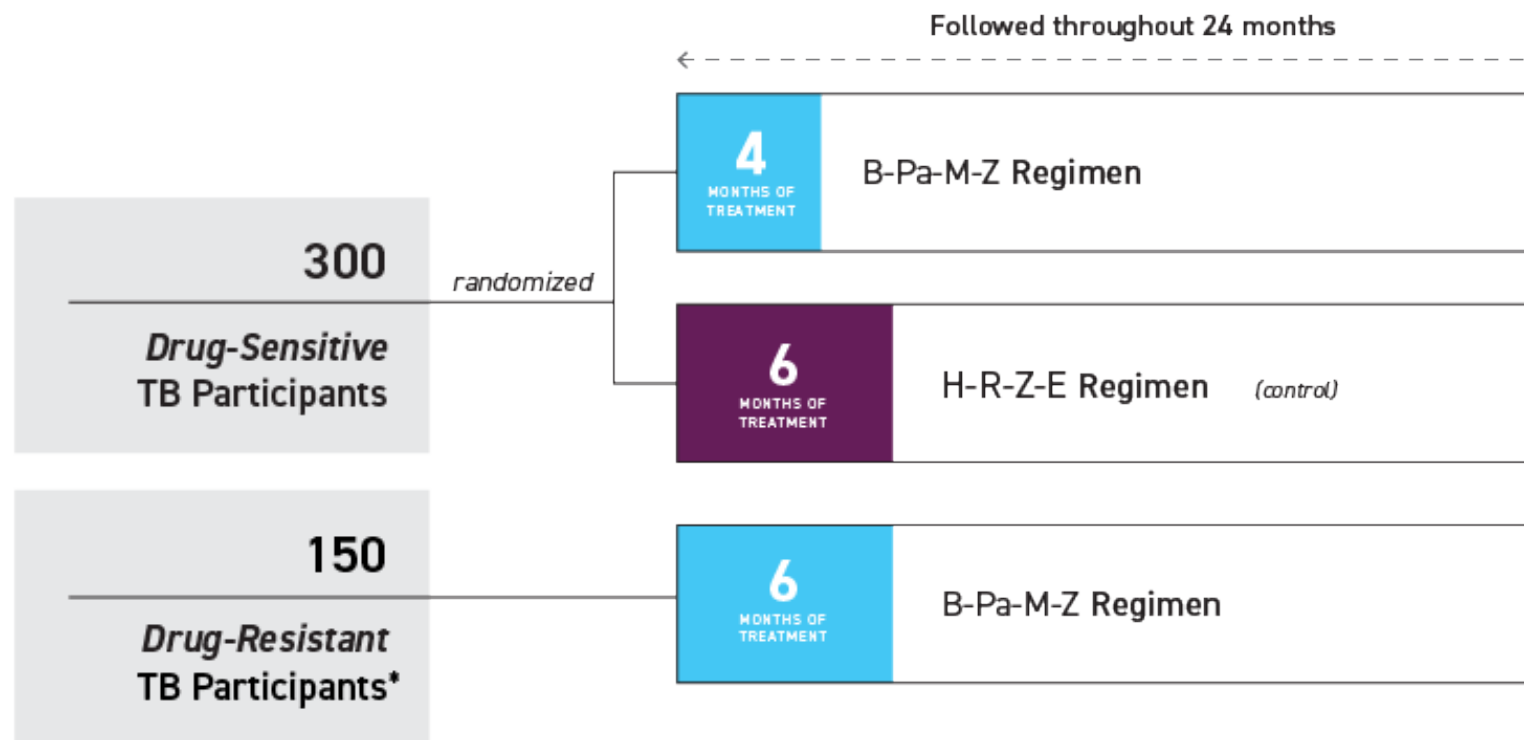 Followed throughout 24 months
4
MONTHS OF
TREATMENT
B-Pa-M-Z Regimen
300
randomized
Drug-Sensitive
TB Participants
6
MONTHS OF
TREATMENT
H-R-Z-E Regimen (control)
150
Drug-Resistant
TB Participants*
6
MONTHS OF
TREATMENT
B-Pa-M-Z Regimen